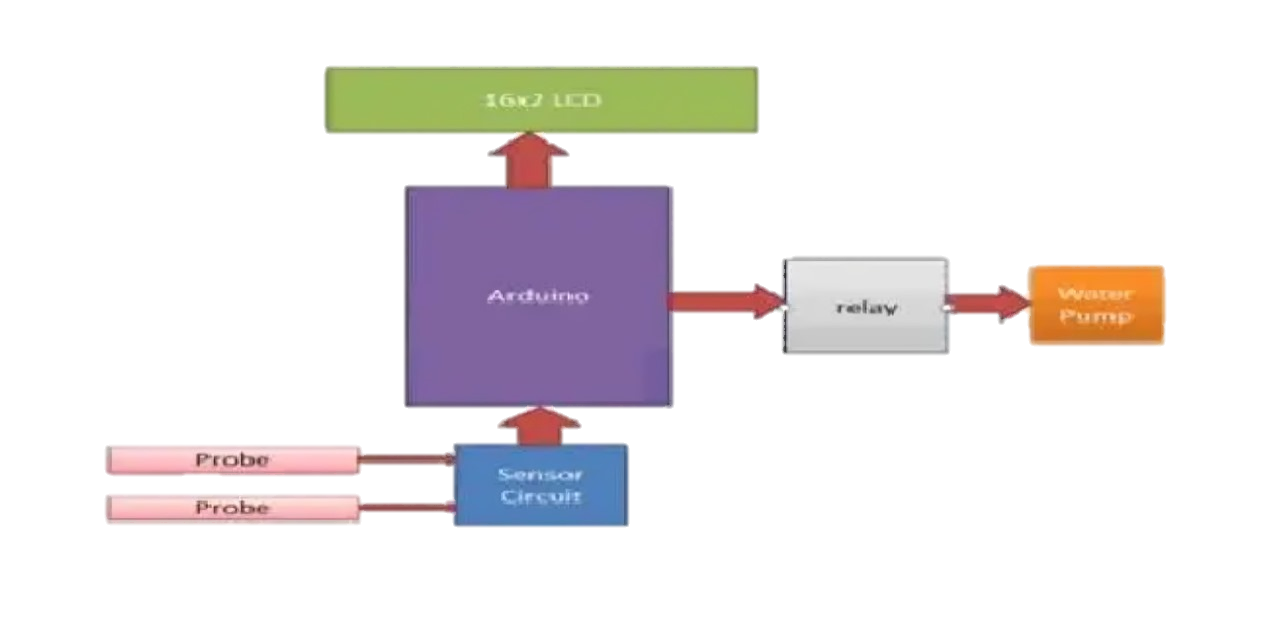 16x2 LCD
Arduino
relay
Water
Pump
Probe
Sensor
Circuit
Probe